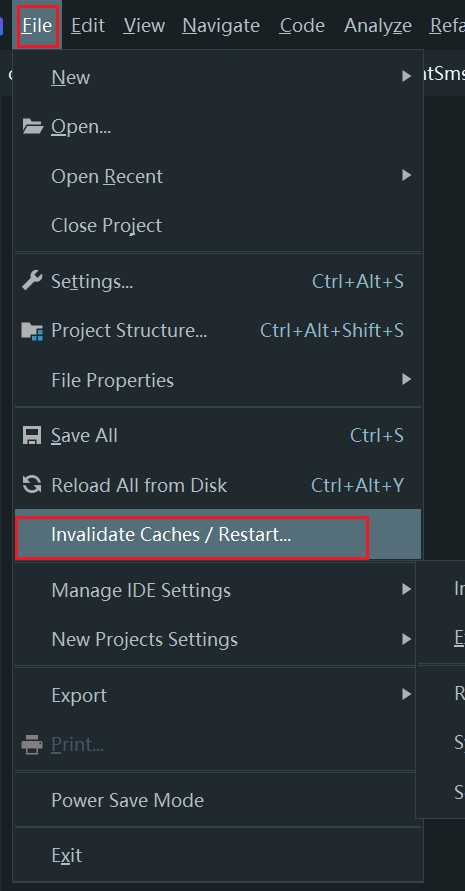 File Edit View Navigate Code Analyze Refa
New
Open...
Open Recent
Close Project
Settings... Ctrl+Alt+S
Project Structure... Ctrl+Alt+Shift+S
File Properties
Save All Ctrl+S
Reload All from Disk Ctrl+Alt+Y
Invalidate Caches / Restart...
Manage IDE Settings
New Projects Settings
Export
Print...
Power Save Mode
Exit